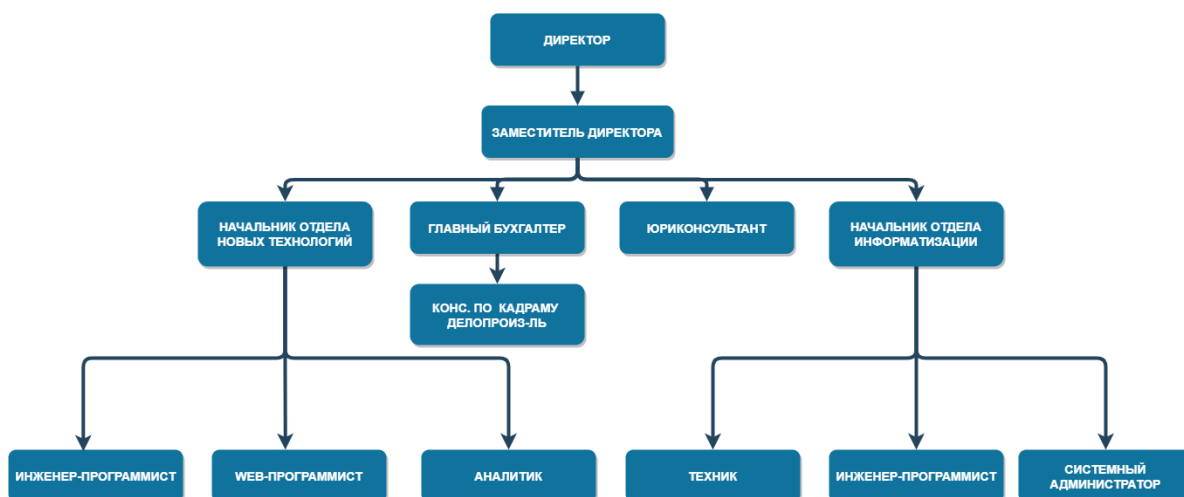 ДИРЕКТОР
ЗАМЕСТИТЕЛЬ ДИРЕКТОРА
НАЧАЛЬНИК ОТДЕЛА
НОВЫХ ТЕХНОЛОГИЙ
ГЛАВНЫЙ БУХГАЛТЕР
ЮРИКОНСУЛЬТАНТ
НАЧАЛЬНИК ОТДЕЛА
ИНФОРМАТИЗАЦИИ
КОНС. ПО КАДРАМУ
ДЕЛОПРОИЗ-ЛЬ
ИНЖЕНЕР-ПРОГРАММИСТ
WEB-ПРОГРАММИСТ
АНАЛИТИК
ТЕХНИК
ИНЖЕНЕР-ПРОГРАММИСТ
СИСТЕМНЫЙ
АДМИНИСТРАТОР